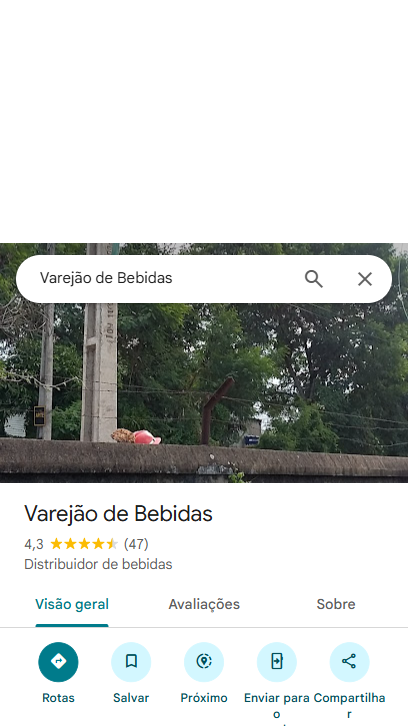 Varejão de Bebidas
Varejão de Bebidas
4,3 (47)
Distribuidor de bebidas
Visão geral Avaliações Sobre
Rotas Salvar Próximo Enviar para o Compartilhar